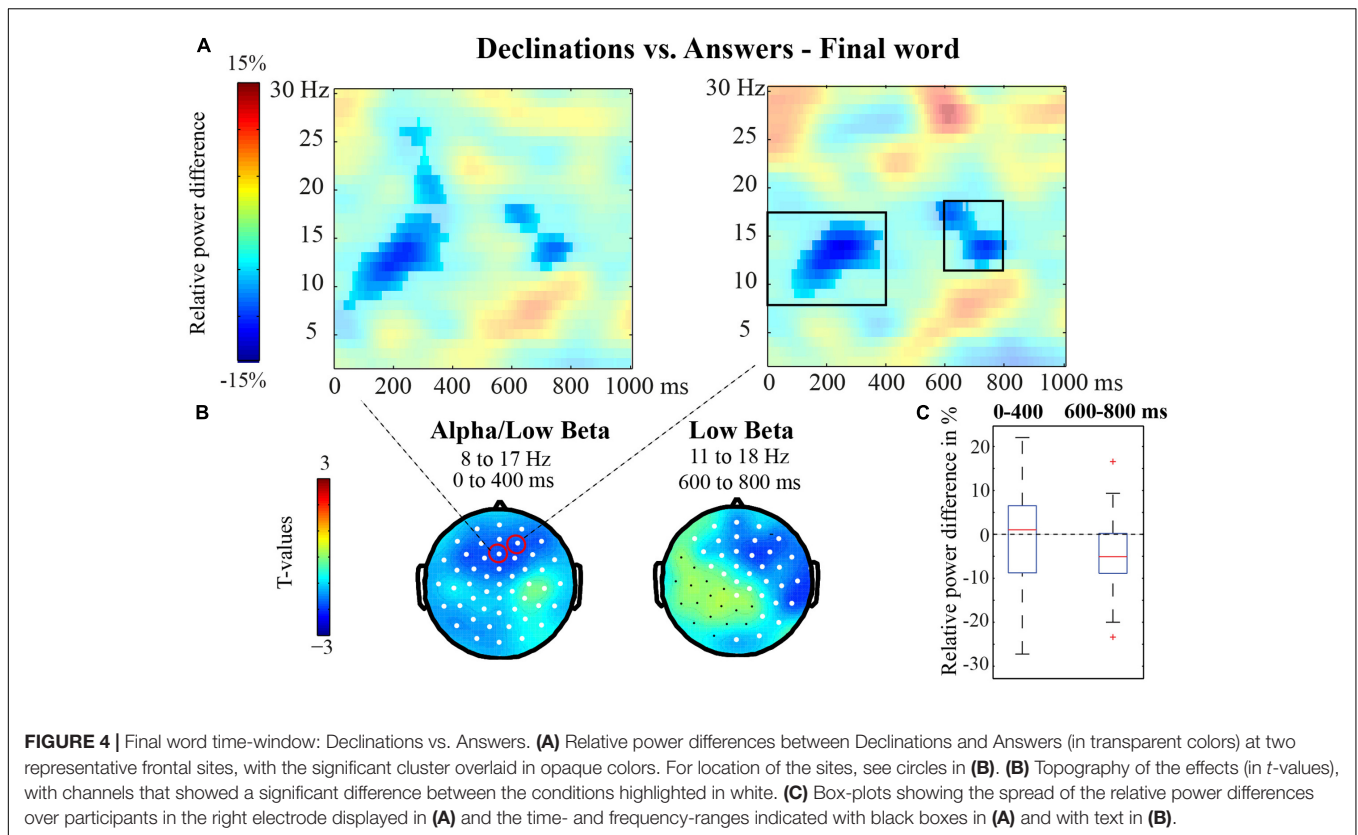 A
Declinations vs. Answers - Final word
15%
Relative power difference
-15%
30 Hz
25
20
15
10
5
0 200 400 600 800 1000 ms
30 Hz
25
20
15
10
5
0 200 400 600 800 1000 ms
B
Alpha/Low Beta
8 to 17 Hz
0 to 400 ms
Low Beta
11 to 18 Hz
600 to 800 ms
3
T-values
−3
C
0-400 600-800 ms
Relative power difference in %
20
10
0
-10
-20
-30
FIGURE 4 | Final word time-window: Declinations vs. Answers. (A) Relative power differences between Declinations and Answers (in transparent colors) at two
representative frontal sites, with the significant cluster overlaid in opaque colors. For location of the sites, see circles in (B). (B) Topography of the effects (in t-values),
with channels that showed a significant difference between the conditions highlighted in white. (C) Box-plots showing the spread of the relative power differences
over participants in the right electrode displayed in (A) and the time- and frequency-ranges indicated with black boxes in (A) and with text in (B).